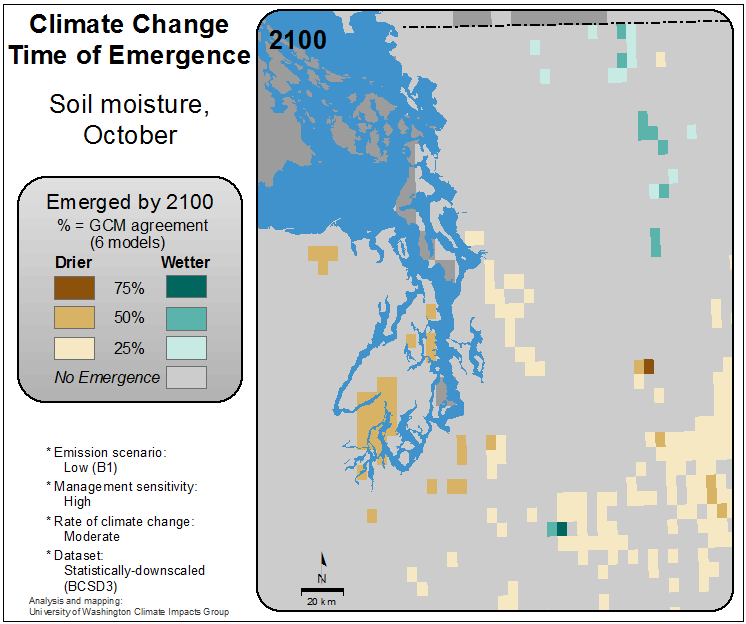 Climate Change
Time of Emergence
Soil moisture,
October
Emerged by 2100
% = GCM agreement
(6 models)
Drier Wetter
75%
50%
25%
No Emergence
* Emission scenario:
Low (B1)
* Management sensitivity:
High
* Rate of climate change:
Moderate
* Dataset:
Statistically-downscaled
(BCSD3)
Analysis and mapping:
University of Washington Climate Impacts Group
2100
N
20 km